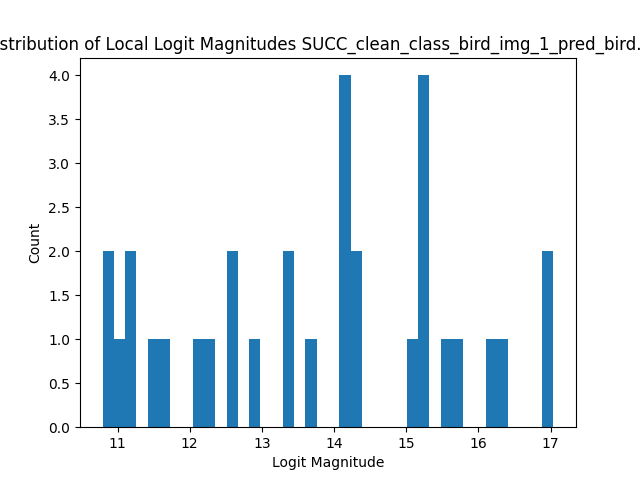 stribution of Local Logit Magnitudes SUCC_clean_class_bird_img_1_pred_bird.
4.0
3.5
3.0
2.5
2.0
1.5
1.0
0.5
0.0
Count
11 12 13 14 15 16 17
Logit Magnitude